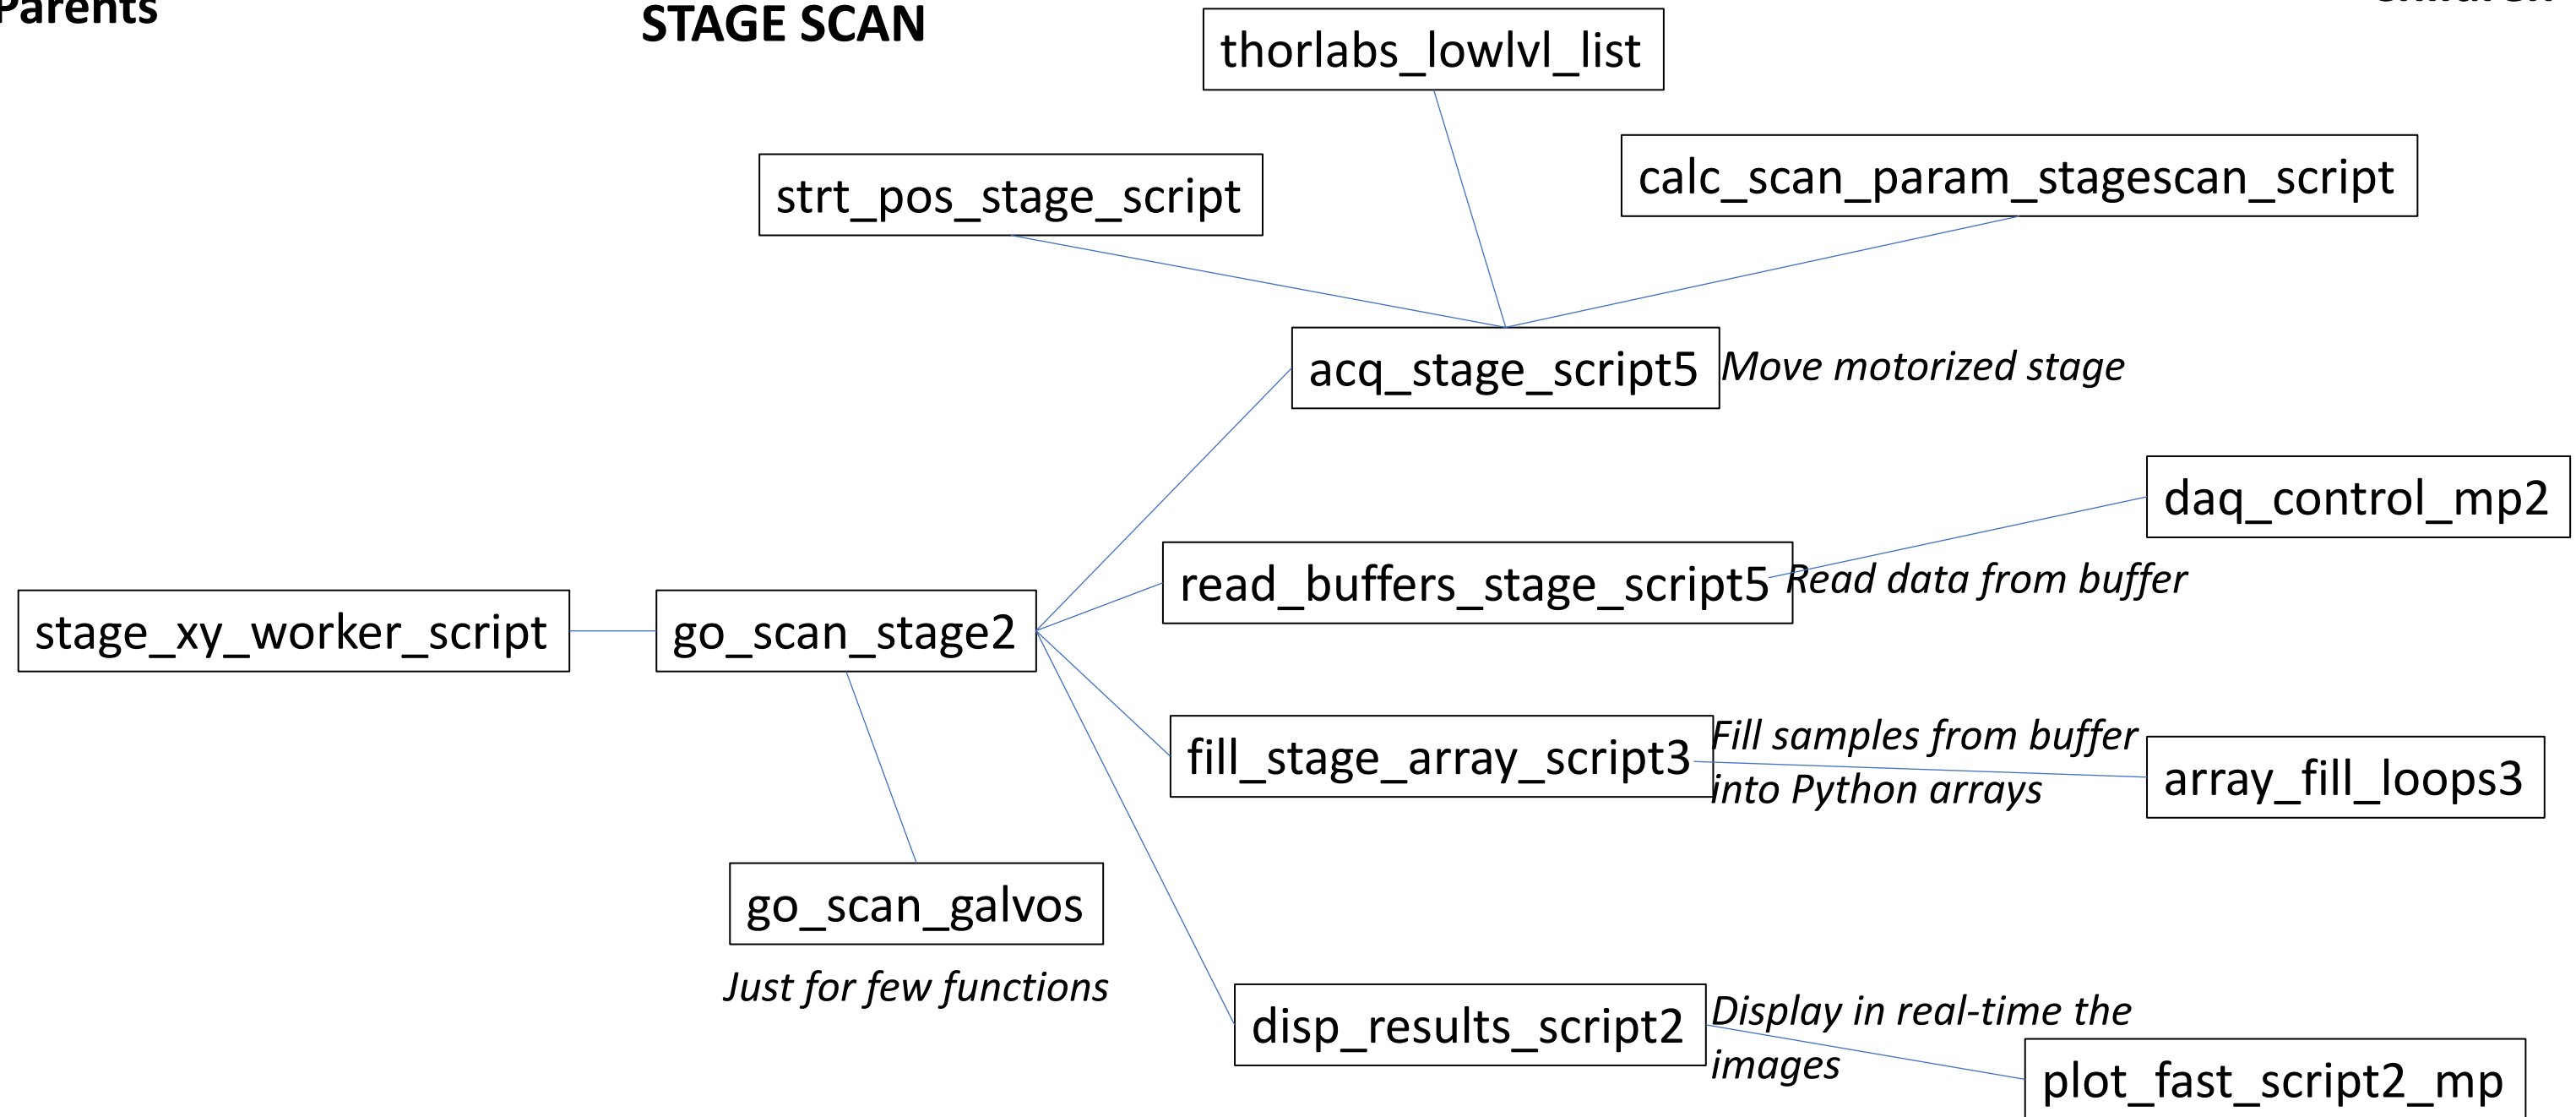 Parents
STAGE SCAN
thorlabs_lowlvl_list
strt_pos_stage_script
calc_scan_param_stagescan_script
acq_stage_script5
Move motorized stage
daq_control_mp2
read_buffers_stage_script5
Read data from buffer
stage_xy_worker_script
go_scan_stage2
fill_stage_array_script3
Fill samples from buffer
into Python arrays
array_fill_loops3
go_scan_galvos
Just for few functions
disp_results_script2
Display in real-time the
images
plot_fast_script2_mp